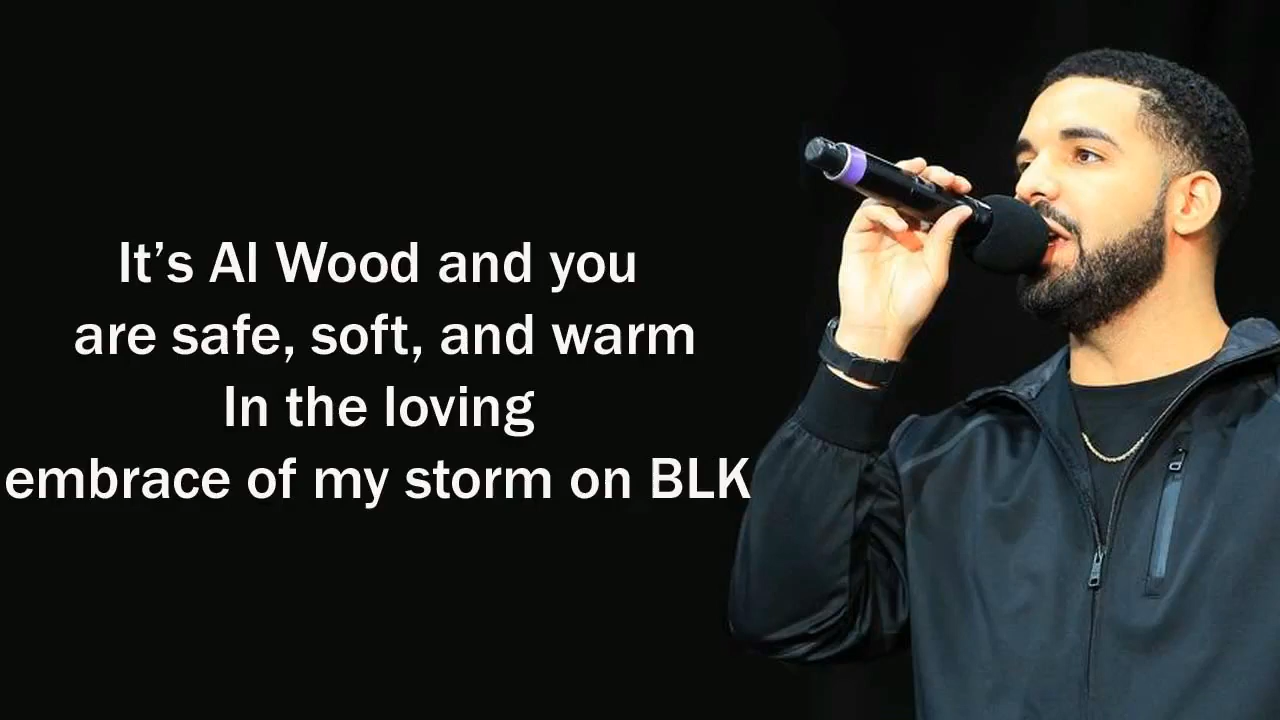 It’s Al Wood and you
are safe, soft, and warm
In the loving
embrace of my storm on BLK